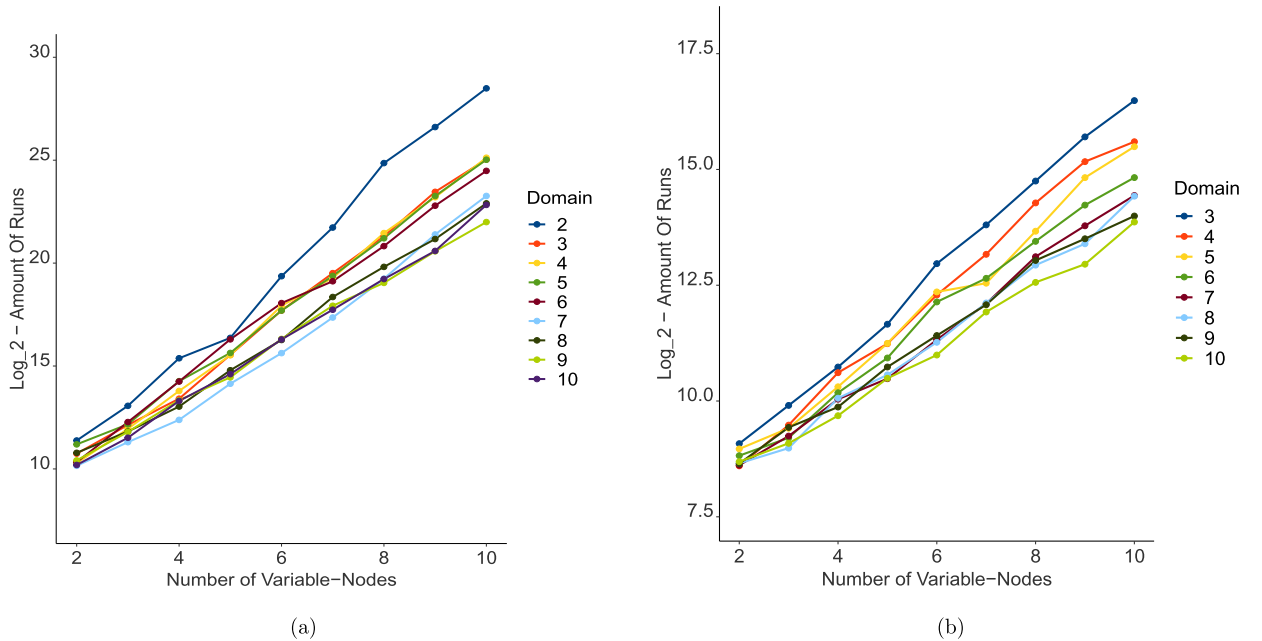 30
25
20
15
10
Log_2 − Amount Of Runs
2 4 6 8 10
Number of Variable−Nodes
Domain
2
3
4
5
6
7
8
9
10
(a)
17.5
15.0
12.5
10.0
7.5
Log_2 − Amount Of Runs
2 4 6 8 10
Number of Variable−Nodes
Domain
3
4
5
6
7
8
9
10
(b)